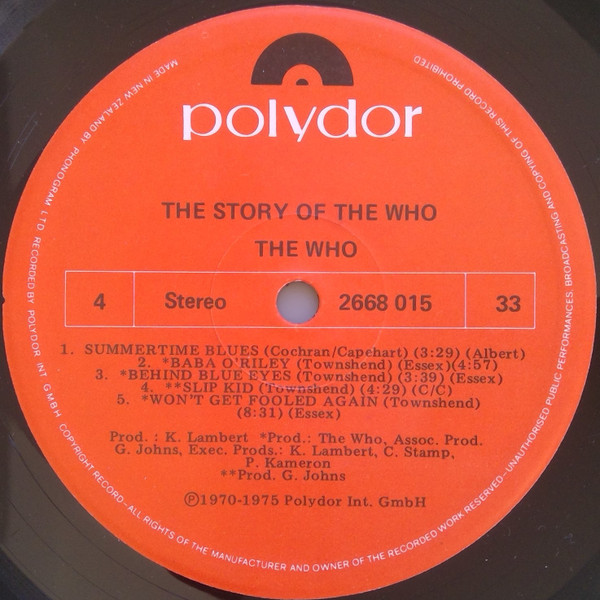 polydor
THE STORY OF THE WHO
THE WHO
4 Stereo 2668 015 33
1. SUMMERTIME BLUES (Cochran/Capehart) (3:29) (Albert)
2. *BABA O'RILEY (Townshend) (Essex)(4:57)
3. *BEHIND BLUE EYES (Townshend) (3:39) (Essex)
4. **SLIP KID (Townshend) (4:29) (C/C)
5. *WON'T GET FOOLED AGAIN (Townshend)
(8:31) (Essex)
Prod. : K. Lambert *Prod.: The Who, Assoc. Prod.
G. Johns, Exec. Prods.: K. Lambert, C. Stamp,
P. Kameron
**Prod. G. Johns
Ⓟ1970-1975 Polydor Int. GmbH
MADE IN NEW ZEALAND BY PHONOGRAM LTD. RECORDED BY POLYDOR INT. GMBH COPYRIGHT RECORD—ALL RIGHTS OF THE MANUFACTURER AND OWNER OF THE RECORDED WORK RESERVED—UNAUTHORISED PUBLIC PERFORMANCES, BROADCASTING AND COPYING OF THIS RECORD PROHIBITED